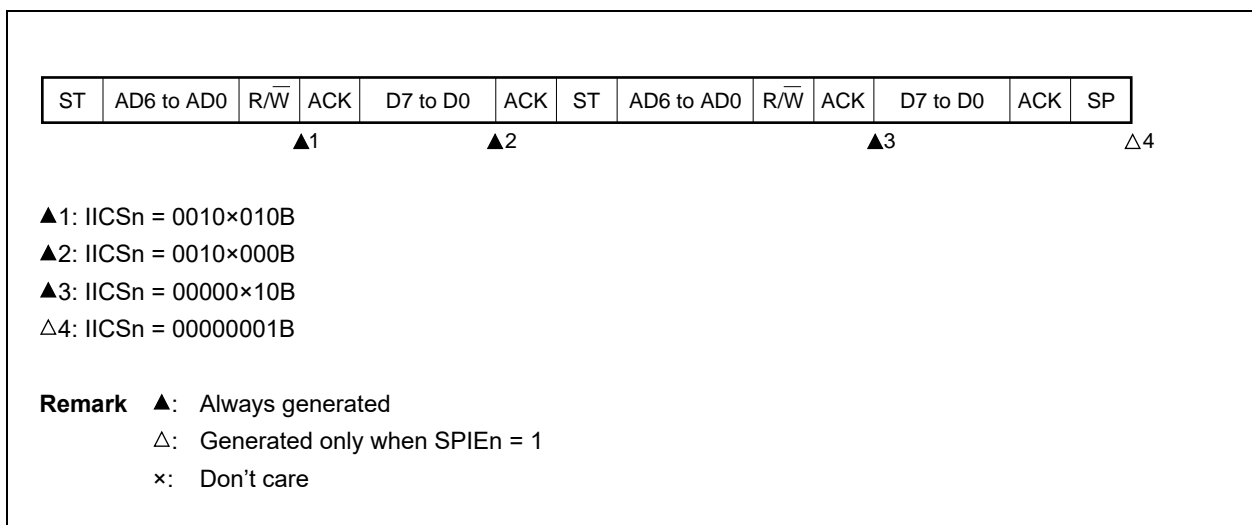 ST AD6 to AD0 R/W̅ ACK D7 to D0 ACK ST AD6 to AD0 R/W̅ ACK D7 to D0 ACK SP
▲1 ▲2 ▲3 △4
▲1: IICSn = 0010×010B
▲2: IICSn = 0010×000B
▲3: IICSn = 00000×10B
△4: IICSn = 00000001B
Remark ▲: Always generated
△: Generated only when SPIEn = 1
×: Don't care